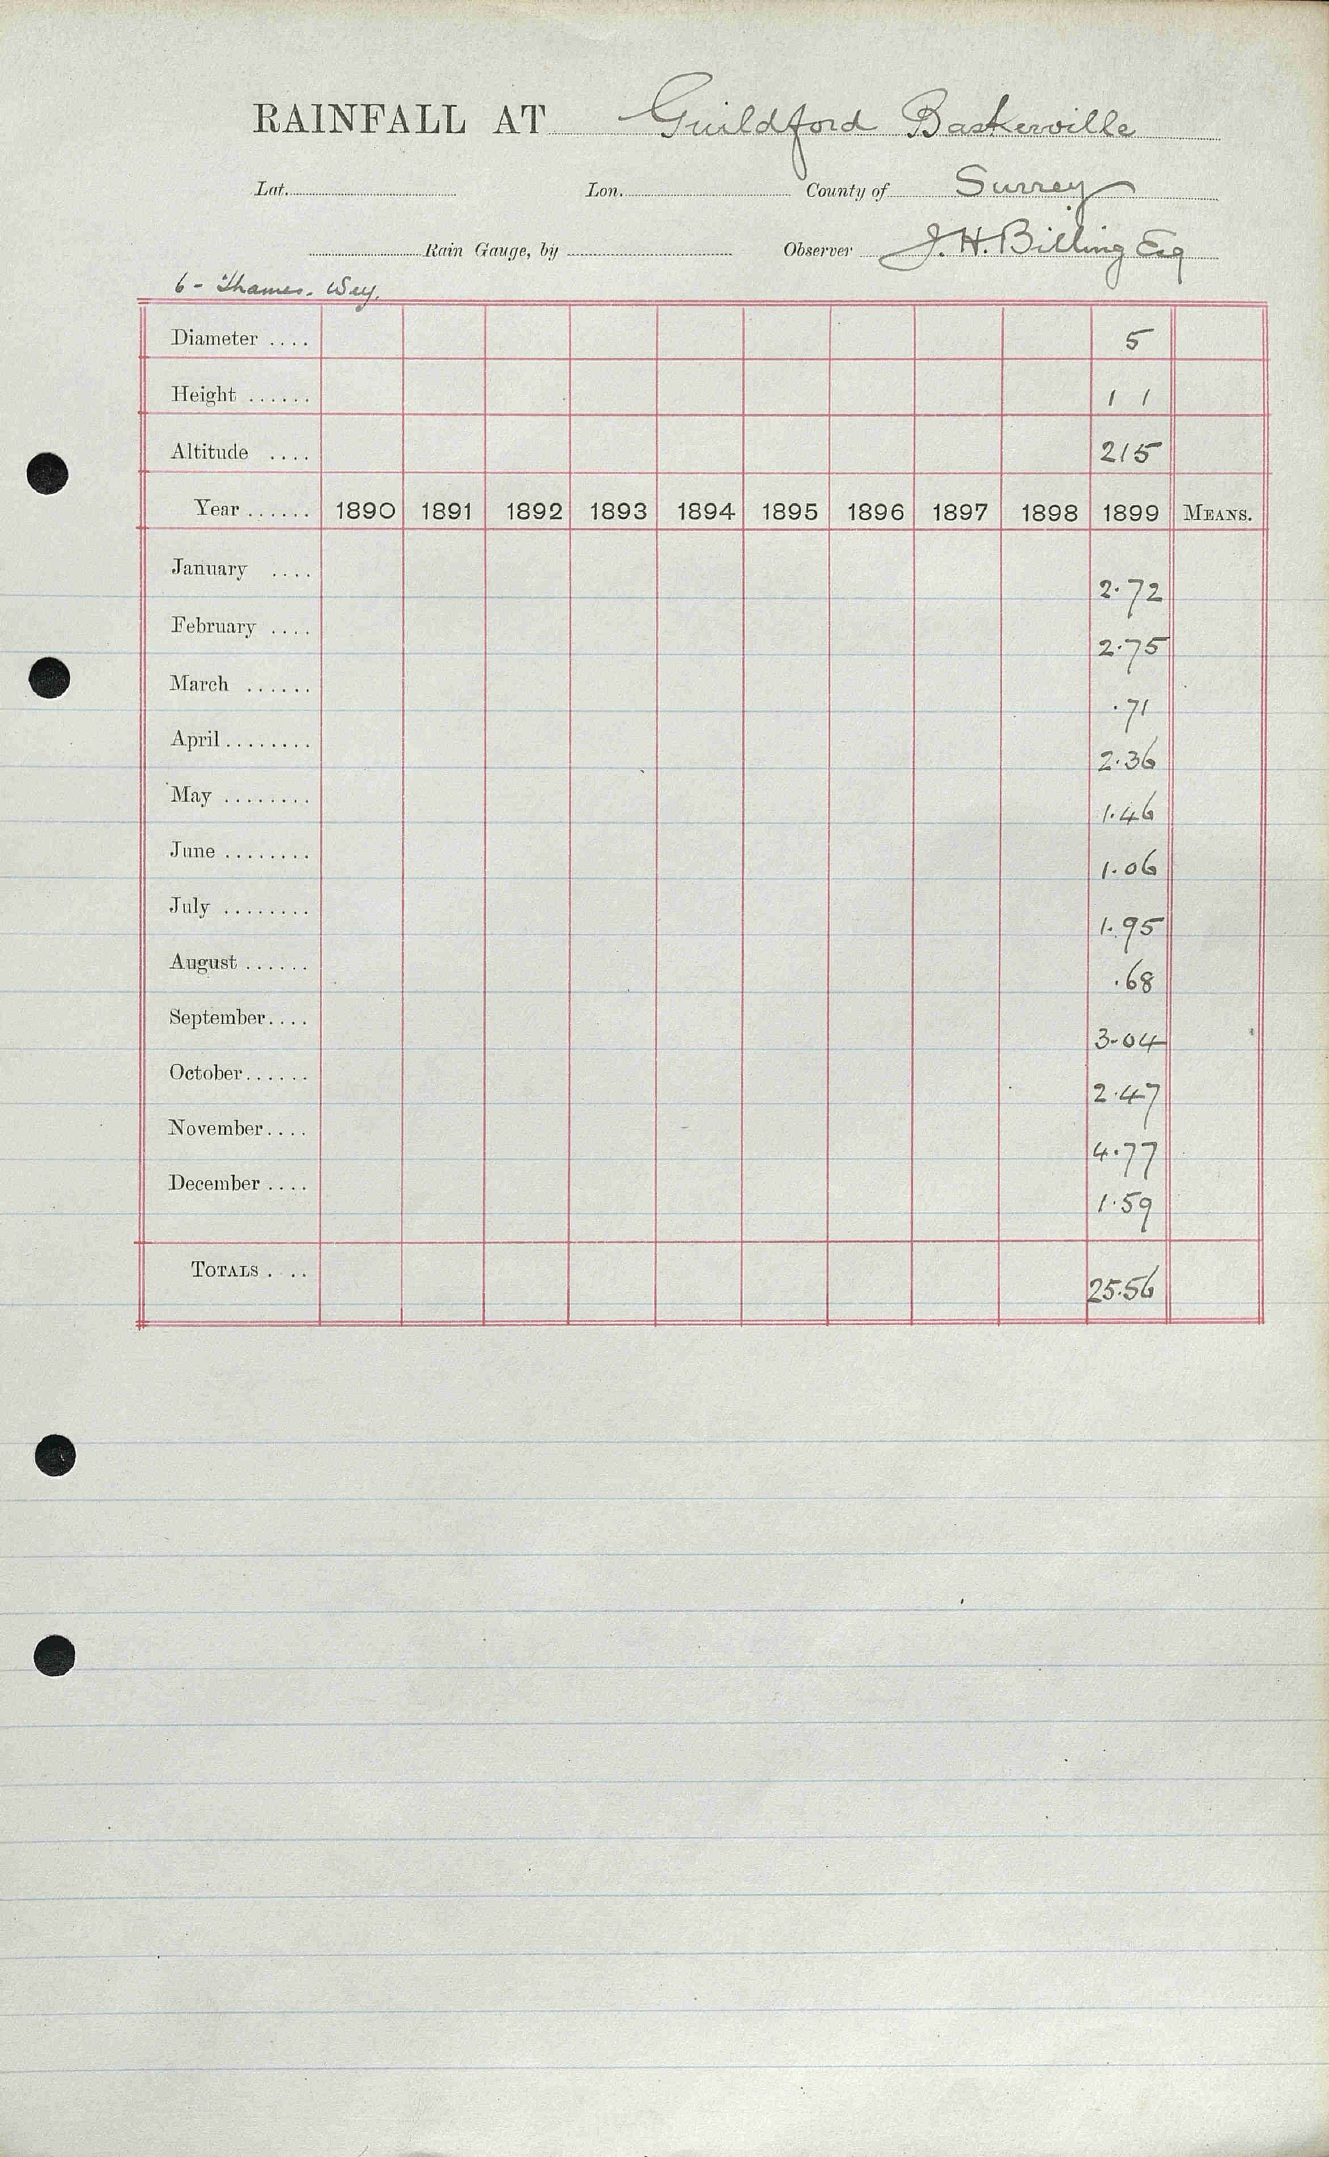 RAINFALL AT Guildford Baskerville
Lat. Lon. County of Surrey
Rain Gauge, by Observer J. H. Billing Esq
6 - Thames. Wey.
Diameter .... 5
Height ...... 1 1
Altitude .... 215
Year ...... 1890 1891 1892 1893 1894 1895 1896 1897 1898 1899 MEANS.
January .... 2.72
February .... 2.75
March ...... .71
April ........ 2.36
May ........ 1.46
June ........ 1.06
July ........ 1.95
August ...... .68
September.... 3.04
October...... 2.47
November.... 4.77
December .... 1.59
TOTALS . .. 25.56